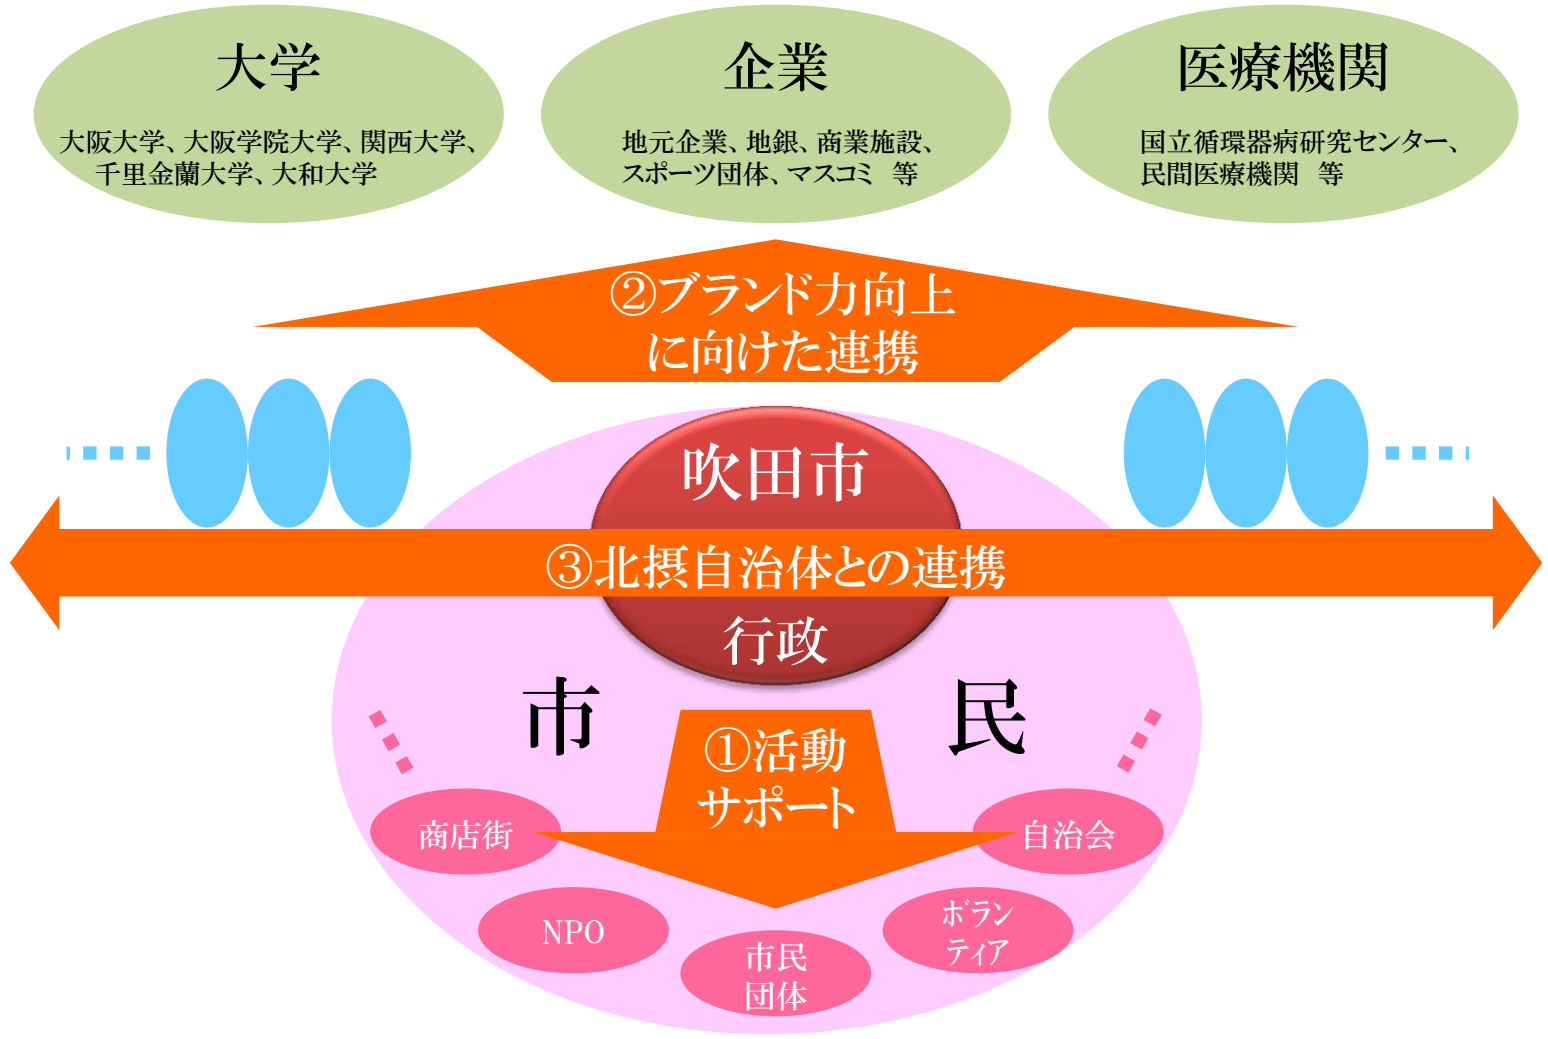 大学
企業
医療機関
大阪大学、大阪学院大学、関西大学、
千里金蘭大学、大和大学
地元企業、地銀、商業施設、
スポーツ団体、マスコミ　等
国立循環器病研究センター、
民間医療機関　等
②ブランド力向上
に向けた連携
吹田市
③北摂自治体との連携
行政
市　民
①活動
サポート
商店街
自治会
NPO
ボラン
ティア
市民
団体